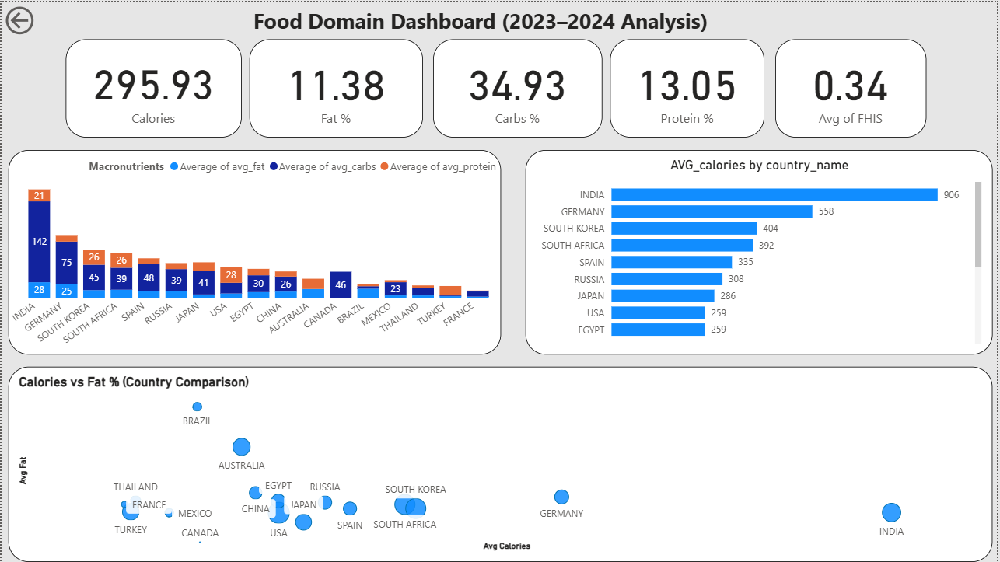 Food Domain Dashboard (2023–2024 Analysis)
295.93
Calories
11.38
Fat %
34.93
Carbs %
13.05
Protein %
0.34
Avg of FHIS
Macronutrients Average of avg_fat Average of avg_carbs Average of avg_protein
21
142
28
75
25
26
45
26
39
48
39
41
28
30
26
46
23
INDIA
GERMANY
SOUTH KOREA
SOUTH AFRICA
SPAIN
RUSSIA
JAPAN
USA
EGYPT
CHINA
AUSTRALIA
CANADA
BRAZIL
MEXICO
THAILAND
TURKEY
FRANCE
AVG_calories by country_name
INDIA 906
GERMANY 558
SOUTH KOREA 404
SOUTH AFRICA 392
SPAIN 335
RUSSIA 308
JAPAN 286
USA 259
EGYPT 259
Calories vs Fat % (Country Comparison)
Avg Fat
BRAZIL
AUSTRALIA
THAILAND
FRANCE
TURKEY
MEXICO
CANADA
EGYPT
CHINA
JAPAN
USA
RUSSIA
SPAIN
SOUTH KOREA
SOUTH AFRICA
GERMANY
INDIA
Avg Calories